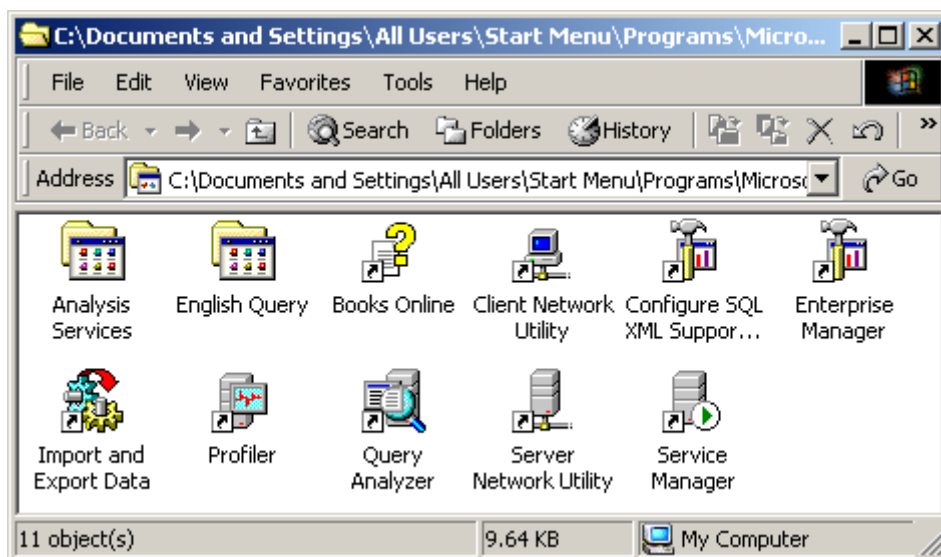 C:\Documents and Settings\All Users\Start Menu\Programs\Micro...
File Edit View Favorites Tools Help
Back Search Folders History »
Address C:\Documents and Settings\All Users\Start Menu\Programs\Micros Go
Analysis Services
English Query
Books Online
Client Network Utility
Configure SQL XML Suppor...
Enterprise Manager
Import and Export Data
Profiler
Query Analyzer
Server Network Utility
Service Manager
11 object(s) 9.64 KB My Computer